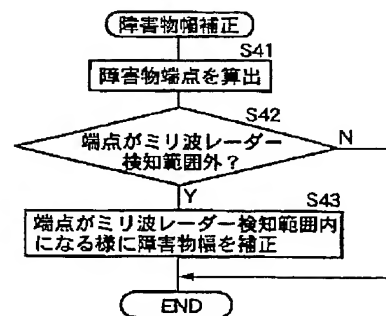 障害物幅補正
S41
障害物端点を算出
S42
端点がミリ波レーダー
検知範囲外？
N
Y
S43
端点がミリ波レーダー検知範囲内
になる様に障害物幅を補正
END